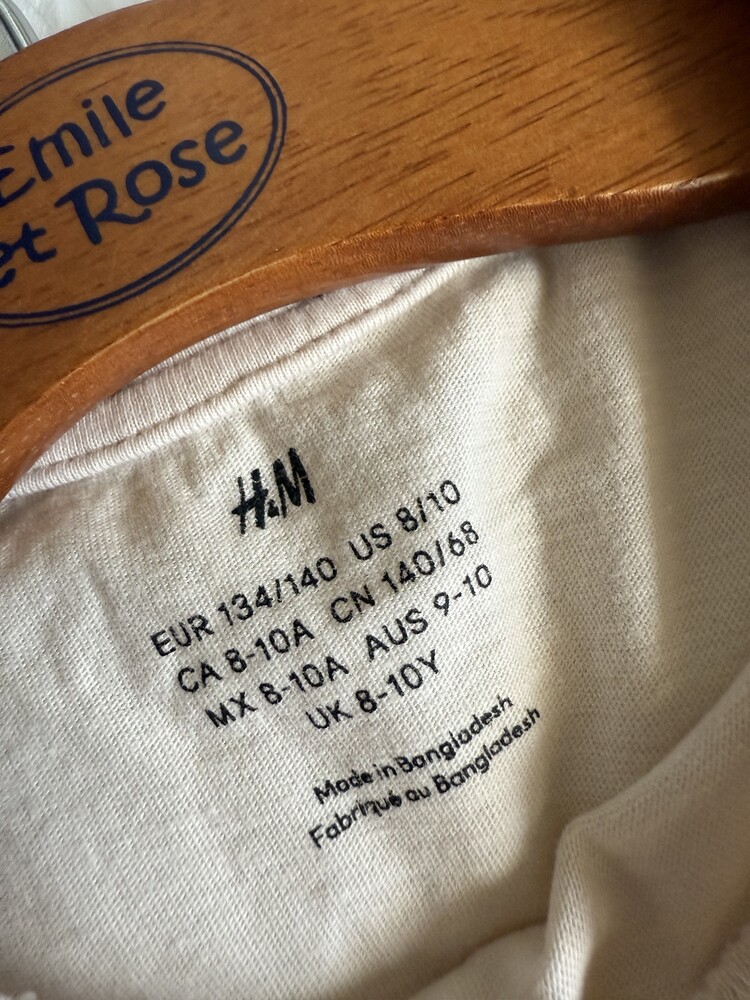 Emile
et Rose
H&M
EUR 134/140 US 8/10
CA 8-10A CN 140/68
MX 8-10A AUS 9-10
UK 8-10Y
Made in Bangladesh
Fabriqué au Bangladesh